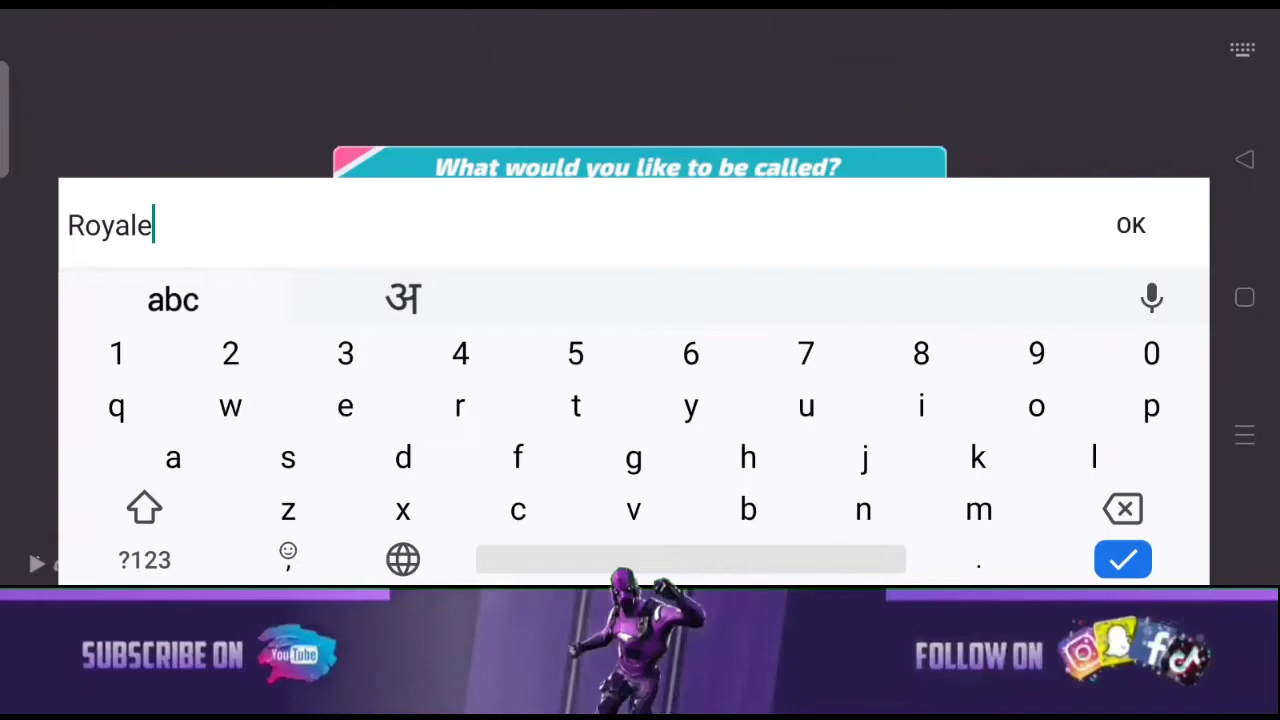 What would you like to be called?
Royale
OK
abc
अ
1 2 3 4 5 6 7 8 9 0
q w e r t y u i o p
a s d f g h j k l
z x c v b n m
?123 , .
SUBSCRIBE ON YouTube
FOLLOW ON